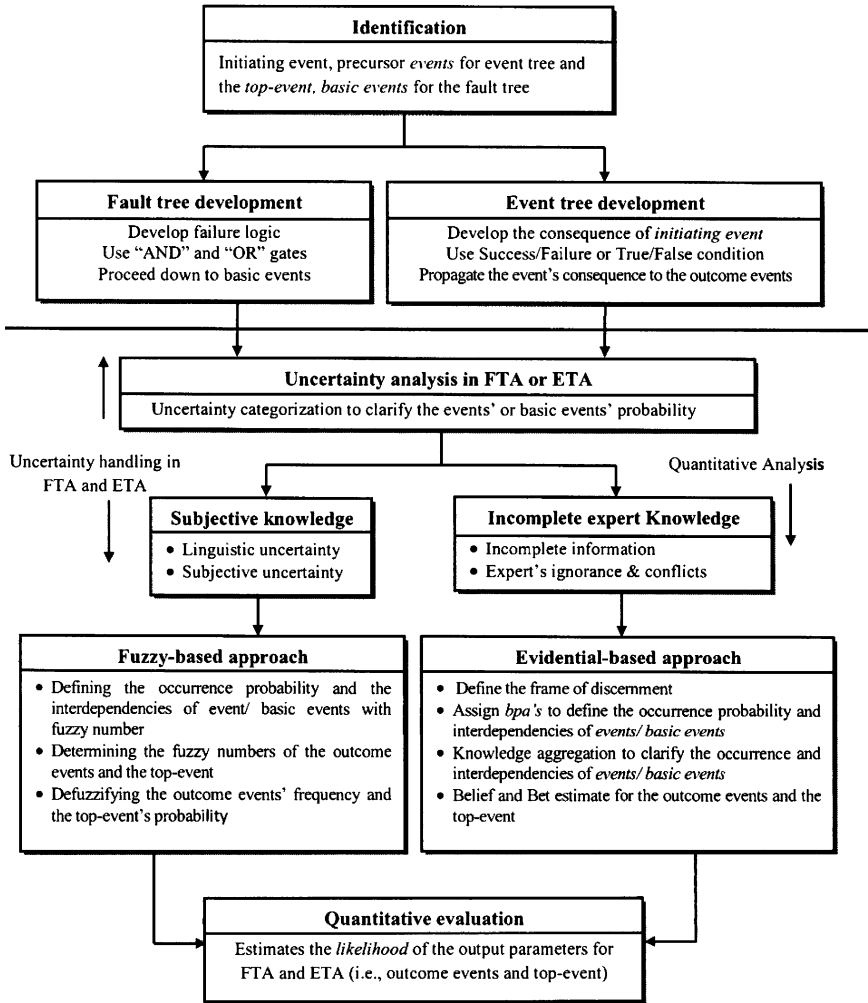 Identification
Initiating event, precursor events for event tree and
the top-event, basic events for the fault tree
Fault tree development
Develop failure logic
Use “AND” and “OR” gates
Proceed down to basic events
Event tree development
Develop the consequence of initiating event
Use Success/Failure or True/False condition
Propagate the event’s consequence to the outcome events
Uncertainty analysis in FTA or ETA
Uncertainty categorization to clarify the events’ or basic events’ probability
Uncertainty handling in
FTA and ETA
Quantitative Analysis
Subjective knowledge
• Linguistic uncertainty
• Subjective uncertainty
Incomplete expert Knowledge
• Incomplete information
• Expert’s ignorance & conflicts
Fuzzy-based approach
• Defining the occurrence probability and the
interdependencies of event/ basic events with
fuzzy number
• Determining the fuzzy numbers of the outcome
events and the top-event
• Defuzzifying the outcome events’ frequency and
the top-event’s probability
Evidential-based approach
• Define the frame of discernment
• Assign bpa’s to define the occurrence probability and
interdependencies of events/ basic events
• Knowledge aggregation to clarify the occurrence and
interdependencies of events/ basic events
• Belief and Bet estimate for the outcome events and the
top-event
Quantitative evaluation
Estimates the likelihood of the output parameters for
FTA and ETA (i.e., outcome events and top-event)